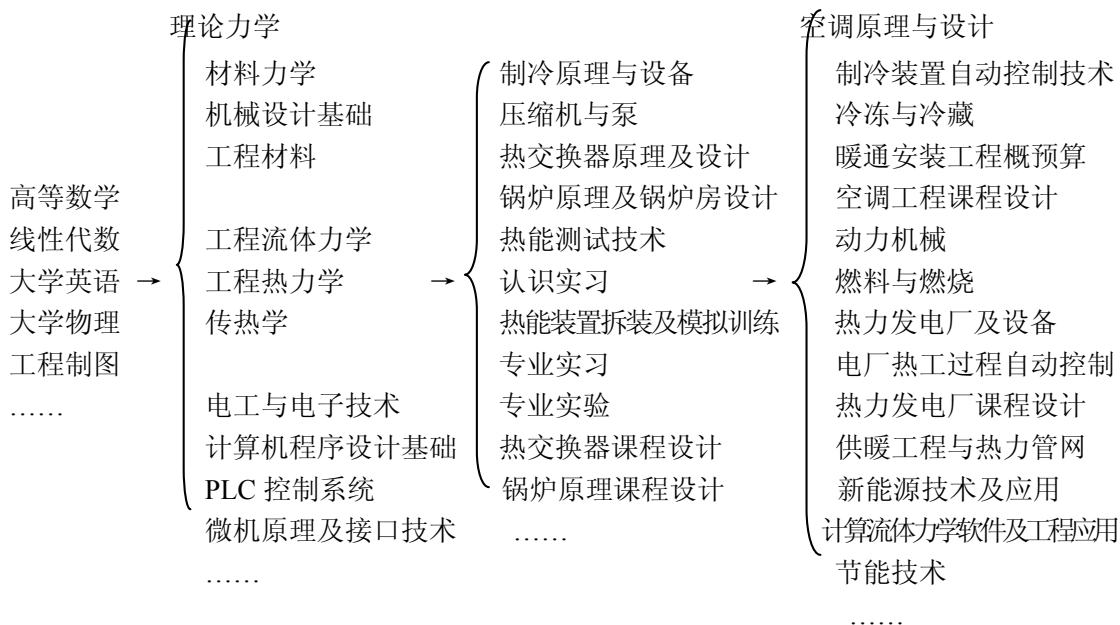 高等数学
线性代数
大学英语 →
大学物理
工程制图
……
理论力学
材料力学
机械设计基础
工程材料
工程流体力学
工程热力学 →
传热学
电工与电子技术
计算机程序设计基础
PLC 控制系统
微机原理及接口技术
……
制冷原理与设备
压缩机与泵
热交换器原理及设计
锅炉原理及锅炉房设计
热能测试技术
认识实习 →
热能装置拆装及模拟训练
专业实习
专业实验
热交换器课程设计
锅炉原理课程设计
……
空调原理与设计
制冷装置自动控制技术
冷冻与冷藏
暖通安装工程概预算
空调工程课程设计
动力机械
燃料与燃烧
热力发电厂及设备
电厂热工过程自动控制
热力发电厂课程设计
供暖工程与热力管网
新能源技术及应用
计算流体力学软件及工程应用
节能技术
……